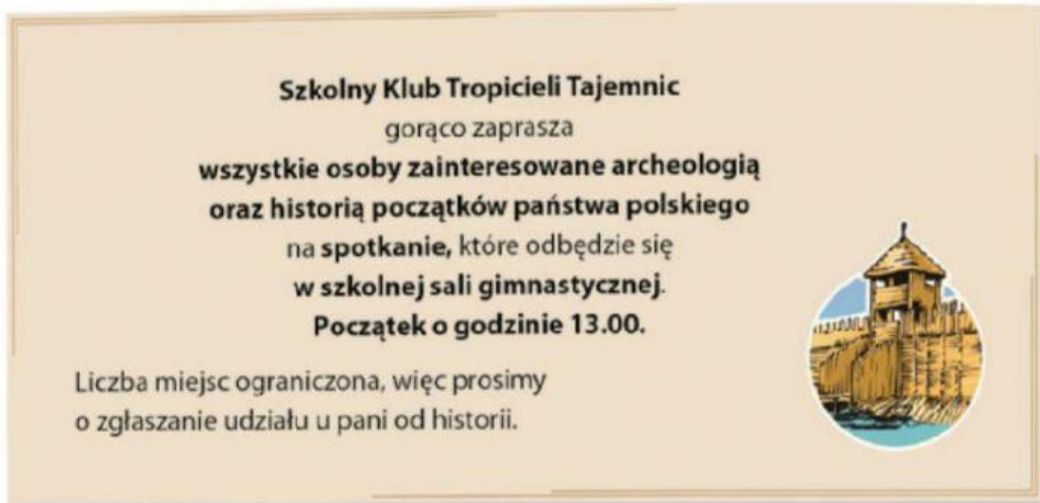 Szkolny Klub Tropicieli Tajemnic
gorąco zaprasza
wszystkie osoby zainteresowane archeologią
oraz historią początków państwa polskiego
na spotkanie, które odbędzie się
w szkolnej sali gimnastycznej.
Początek o godzinie 13.00.
Liczba miejsc ograniczona, więc prosimy
o zgłaszanie udziału u pani od historii.